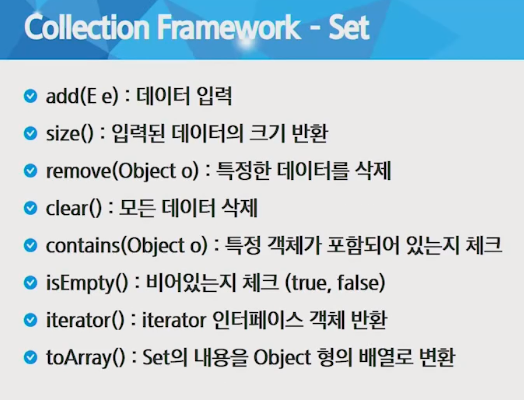 Collection Framework - Set
add(E e) : 데이터 입력
size() : 입력된 데이터의 크기 반환
remove(Object o) : 특정한 데이터를 삭제
clear() : 모든 데이터 삭제
contains(Object o) : 특정 객체가 포함되어 있는지 체크
isEmpty() : 비어있는지 체크 (true, false)
iterator() : iterator 인터페이스 객체 반환
toArray() : Set의 내용을 Object 형의 배열로 변환